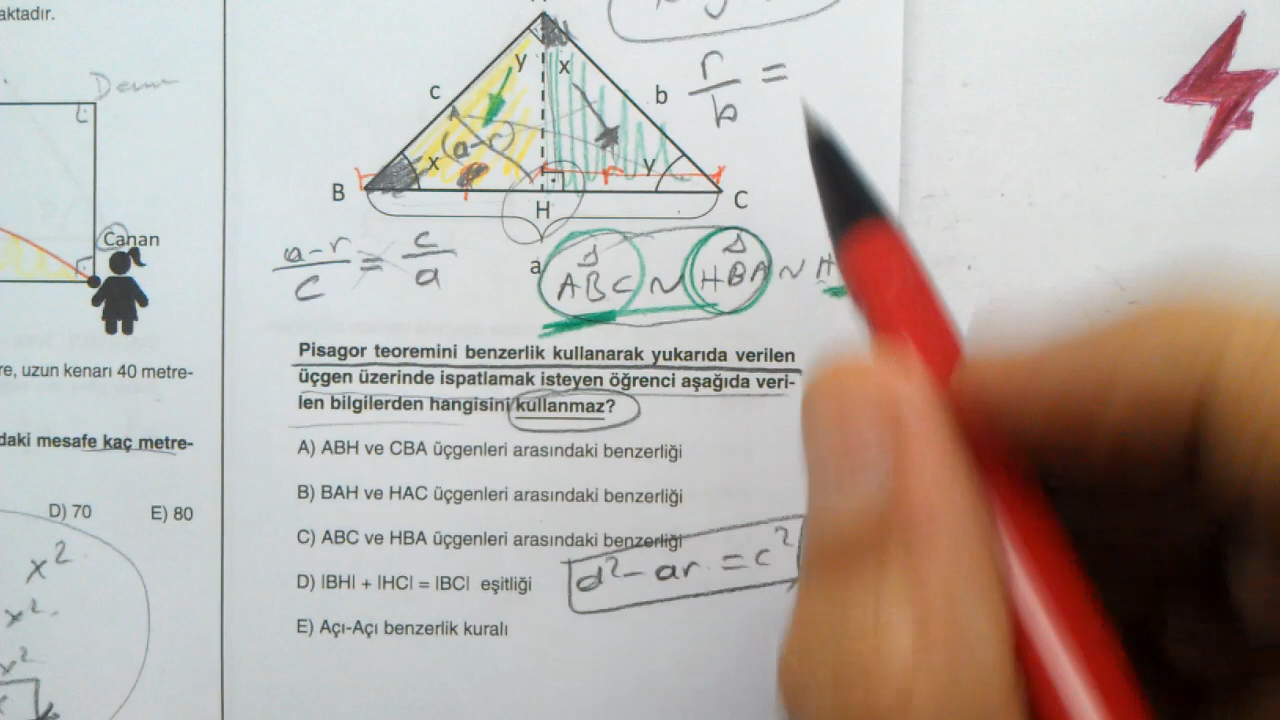 aktadır.
Canan
re, uzun kenarı 40 metre-
daki mesafe kaç metre-
D) 70 E) 80
x²
x²
x²
c
y
x
b
r/b =
(a-r)
x
r
y
B
H
C
a
a-r/c = c/a
ABC ~ HBA ~ H
Pisagor teoremini benzerlik kullanarak yukarıda verilen
üçgen üzerinde ispatlamak isteyen öğrenci aşağıda veri-
len bilgilerden hangisini kullanmaz?
A) ABH ve CBA üçgenleri arasındaki benzerliği
B) BAH ve HAC üçgenleri arasındaki benzerliği
C) ABC ve HBA üçgenleri arasındaki benzerliği
D) |BH| + |HC| = |BC| eşitliği
E) Açı-Açı benzerlik kuralı
a²-ar = c²